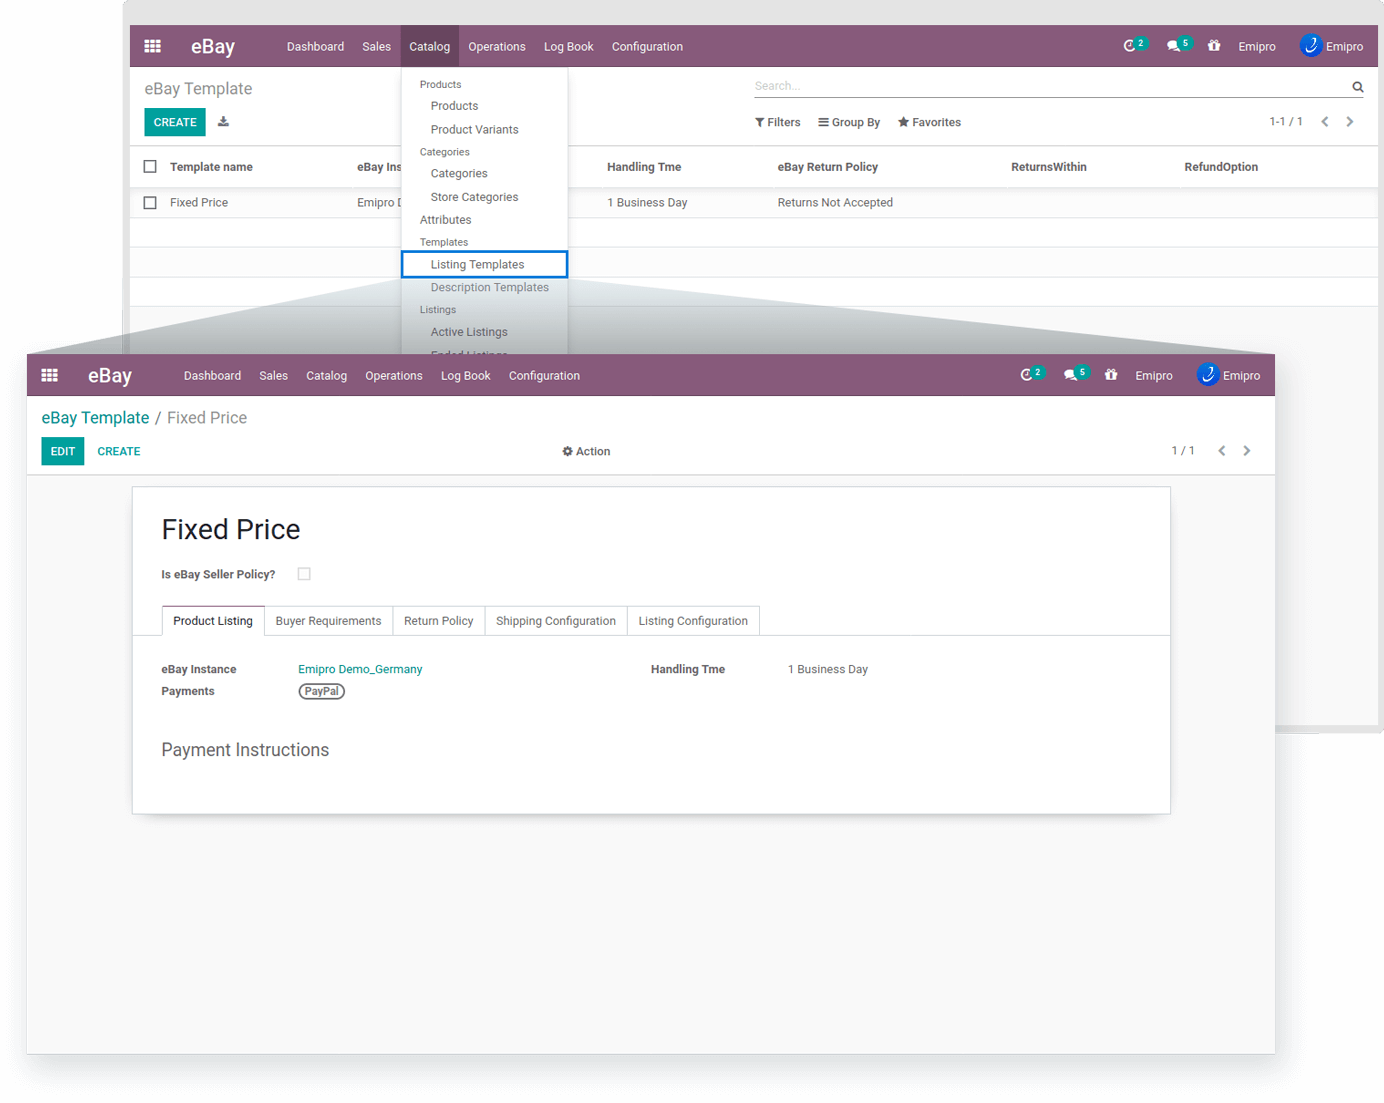 eBay Dashboard Sales Catalog Operations Log Book Configuration 2 5 Emipro Emipro
eBay Template Search...
CREATE Filters Group By Favorites 1-1 / 1
Template name eBay Ins Handling Tme eBay Return Policy ReturnsWithin RefundOption
Fixed Price Emipro D 1 Business Day Returns Not Accepted
Products
Products
Product Variants
Categories
Categories
Store Categories
Attributes
Templates
Listing Templates
Description Templates
Listings
Active Listings
Ended Listings
eBay Dashboard Sales Catalog Operations Log Book Configuration 2 5 Emipro Emipro
eBay Template / Fixed Price
EDIT CREATE Action 1 / 1
Fixed Price
Is eBay Seller Policy?
Product Listing Buyer Requirements Return Policy Shipping Configuration Listing Configuration
eBay Instance Emipro Demo_Germany Handling Tme 1 Business Day
Payments PayPal
Payment Instructions